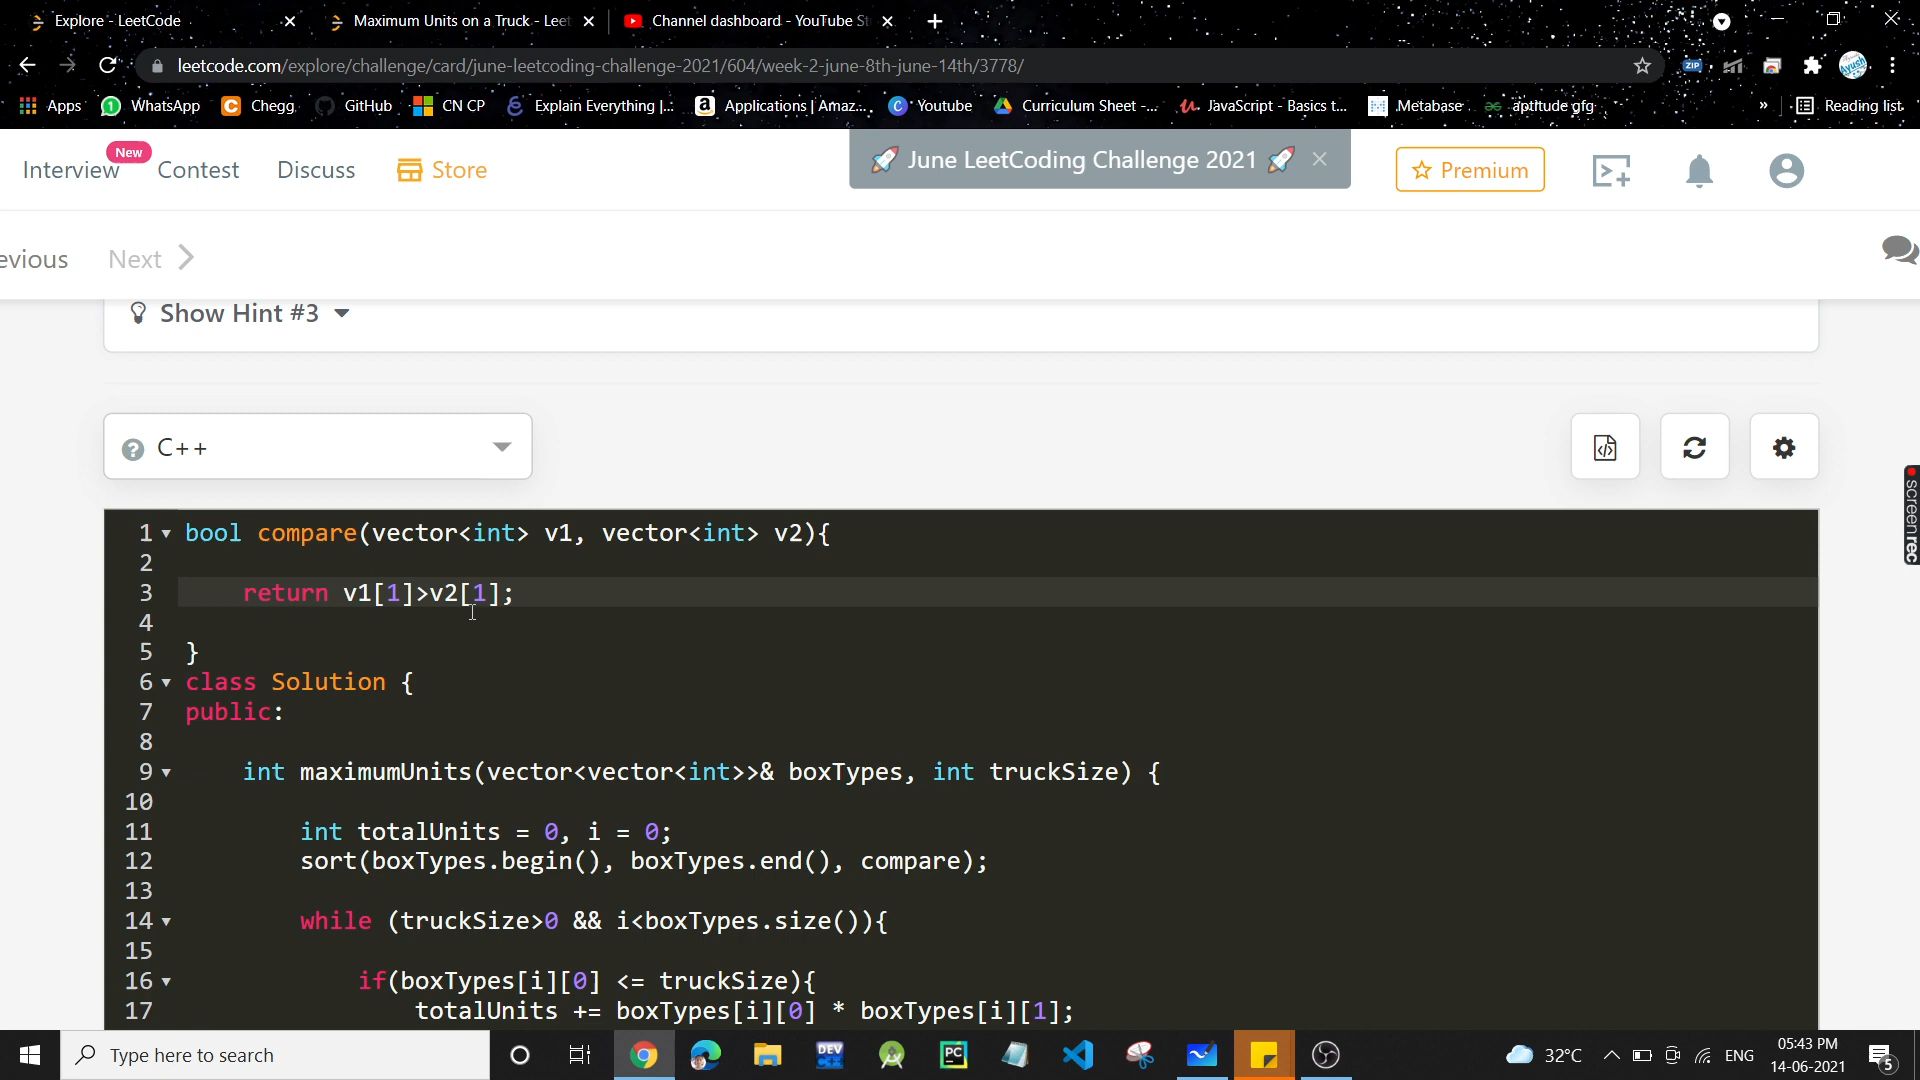 Explore - LeetCode
Maximum Units on a Truck - Leet
Channel dashboard - YouTube St
leetcode.com/explore/challenge/card/june-leetcoding-challenge-2021/604/week-2-june-8th-june-14th/3778/
ZIP
Ayush
Apps WhatsApp Chegg GitHub CN CP Explain Everything |... Applications | Amaz... Youtube Curriculum Sheet -... JavaScript - Basics t... Metabase aptitude gfg » Reading list
New
Interview Contest Discuss Store
June LeetCoding Challenge 2021
Premium
evious Next
Show Hint #3
C++
screenrec
1 bool compare(vector<int> v1, vector<int> v2){
2
3 return v1[1]>v2[1];
4
5 }
6 class Solution {
7 public:
8
9 int maximumUnits(vector<vector<int>>& boxTypes, int truckSize) {
10
11 int totalUnits = 0, i = 0;
12 sort(boxTypes.begin(), boxTypes.end(), compare);
13
14 while (truckSize>0 && i<boxTypes.size()){
15
16 if(boxTypes[i][0] <= truckSize){
17 totalUnits += boxTypes[i][0] * boxTypes[i][1];
Type here to search
DEV
PC
32°C
ENG
05:43 PM
14-06-2021
5